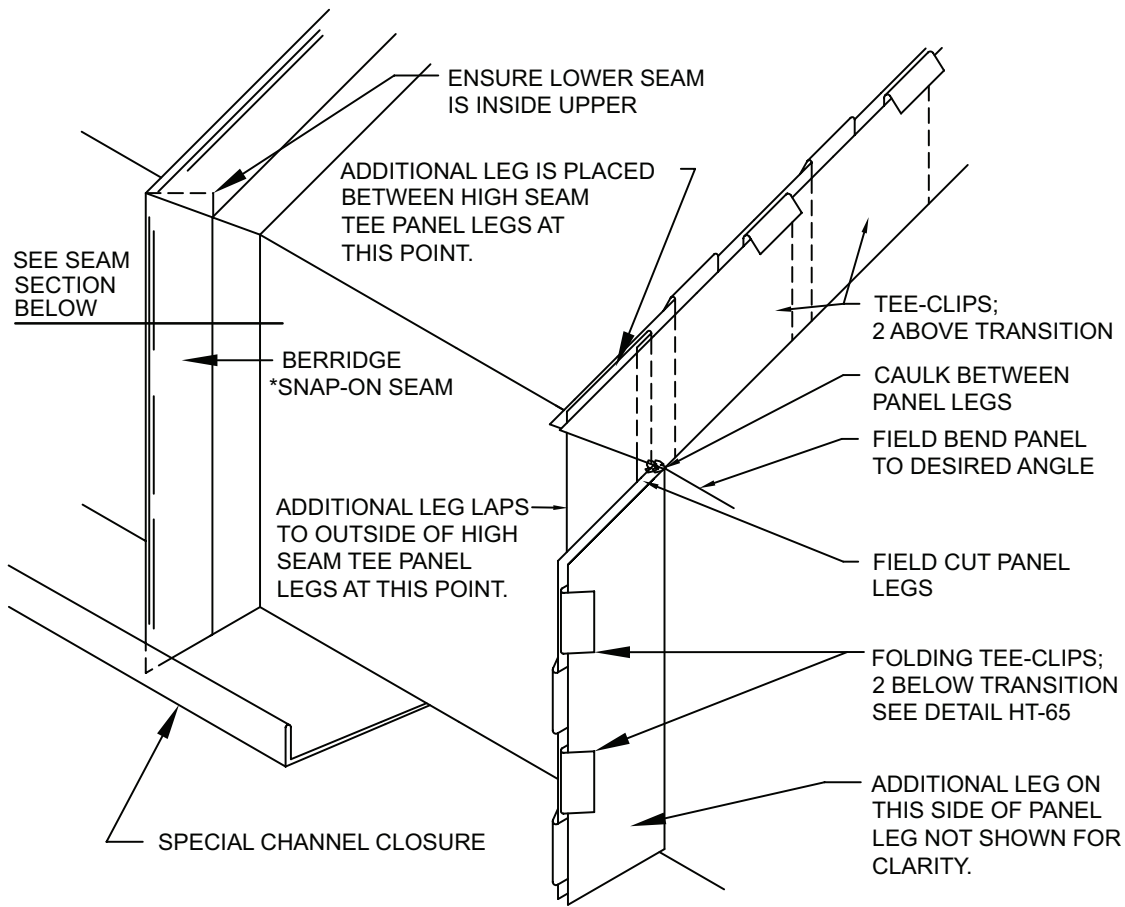 ENSURE LOWER SEAM
IS INSIDE UPPER
ADDITIONAL LEG IS PLACED
BETWEEN HIGH SEAM
TEE PANEL LEGS AT
THIS POINT.
SEE SEAM
SECTION
BELOW
BERRIDGE
*SNAP-ON SEAM
TEE-CLIPS;
2 ABOVE TRANSITION
CAULK BETWEEN
PANEL LEGS
FIELD BEND PANEL
TO DESIRED ANGLE
ADDITIONAL LEG LAPS
TO OUTSIDE OF HIGH
SEAM TEE PANEL
LEGS AT THIS POINT.
FIELD CUT PANEL
LEGS
FOLDING TEE-CLIPS;
2 BELOW TRANSITION
SEE DETAIL HT-65
ADDITIONAL LEG ON
THIS SIDE OF PANEL
LEG NOT SHOWN FOR
CLARITY.
SPECIAL CHANNEL CLOSURE